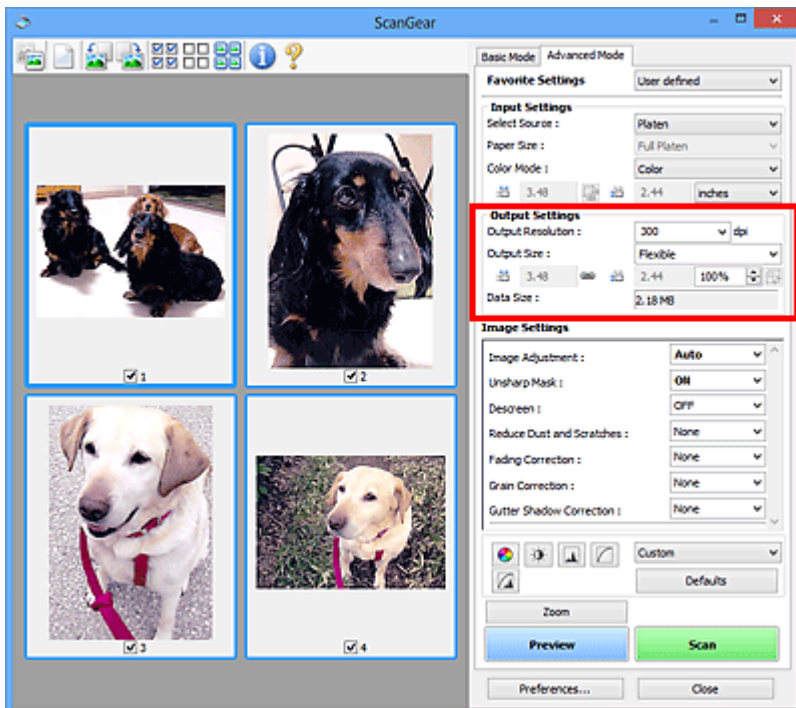 ScanGear
Basic Mode Advanced Mode
Favorite Settings User defined
Input Settings
Select Source : Platen
Paper Size : Full Platen
Color Mode : Color
3.48 2.44 inches
Output Settings
Output Resolution : 300 dpi
Output Size : Flexible
3.48 2.44 100%
Data Size : 2.18 MB
Image Settings
Image Adjustment : Auto
Unsharp Mask : ON
Descreen : OFF
Reduce Dust and Scratches : None
Fading Correction : None
Grain Correction : None
Gutter Shadow Correction : None
Custom
Defaults
Zoom
Preview Scan
Preferences... Close
1
2
3
4